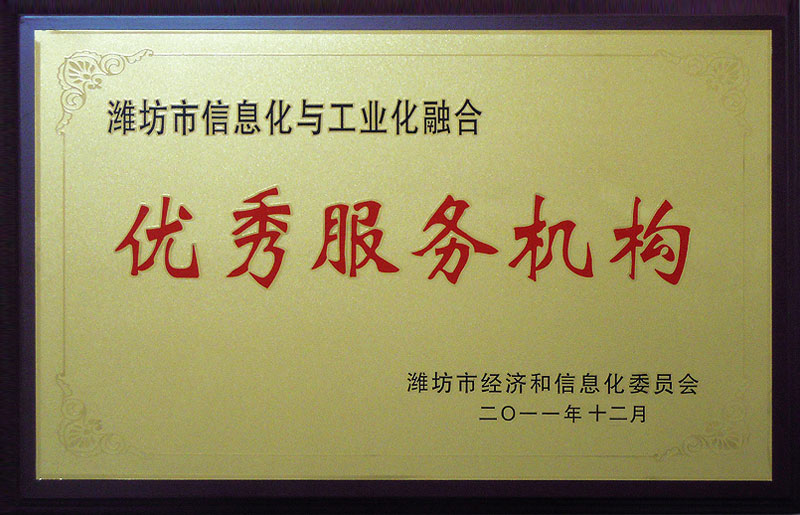 潍坊市信息化与工业化融合
优秀服务机构
潍坊市经济和信息化委员会
二〇一一年十二月